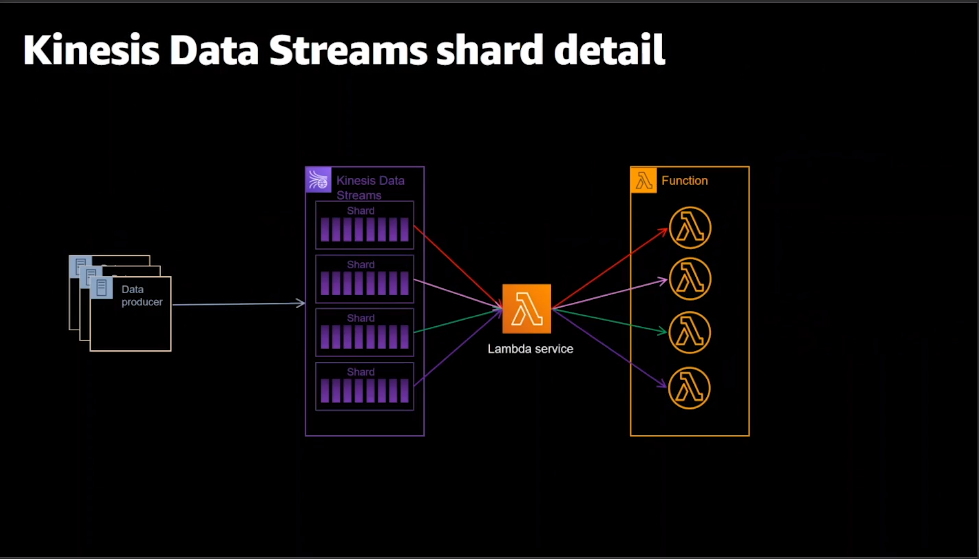 Kinesis Data Streams shard detail
Kinesis Data
Streams
Shard
Shard
Shard
Shard
Data
producer
Lambda service
Function